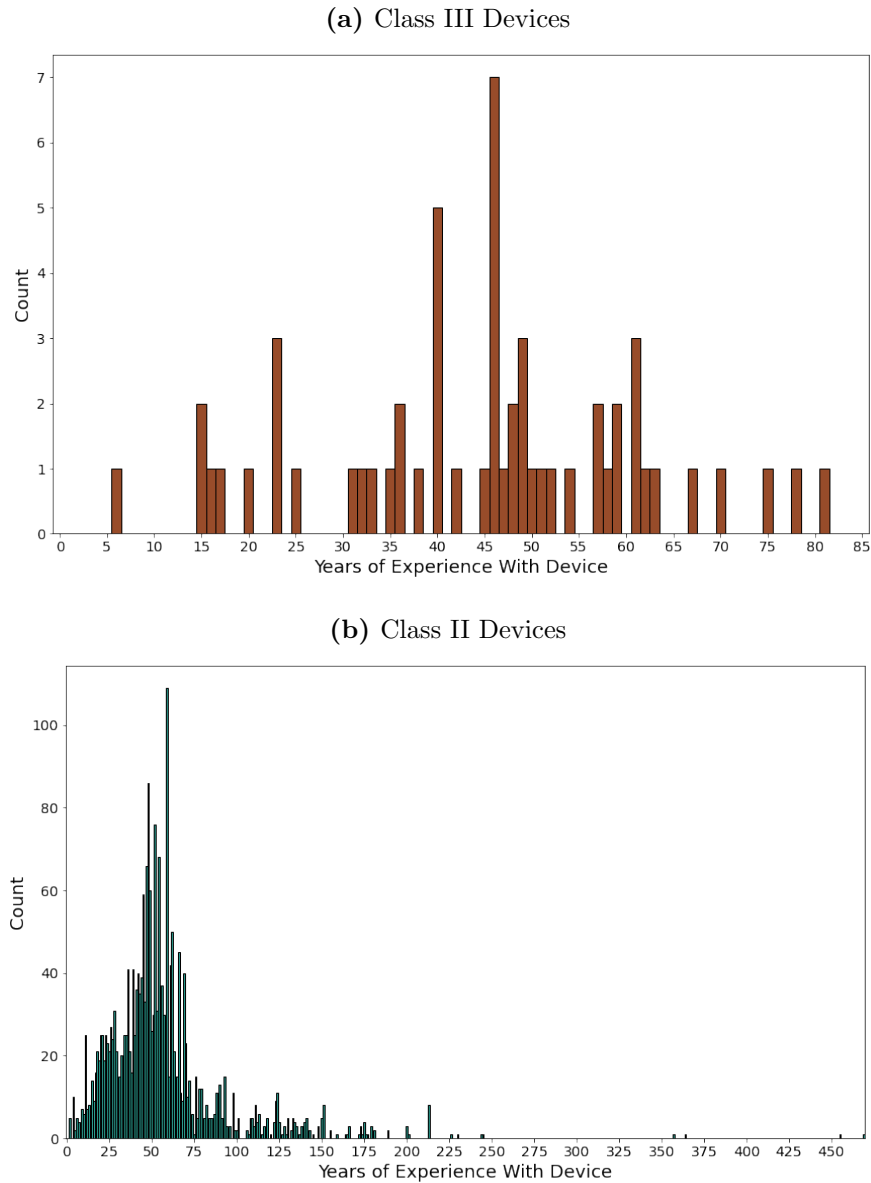 (a) Class III Devices
7
6
5
4
3
2
1
0
Count
0 5 10 15 20 25 30 35 40 45 50 55 60 65 70 75 80 85
Years of Experience With Device
(b) Class II Devices
100
80
60
40
20
0
Count
0 25 50 75 100 125 150 175 200 225 250 275 300 325 350 375 400 425 450
Years of Experience With Device